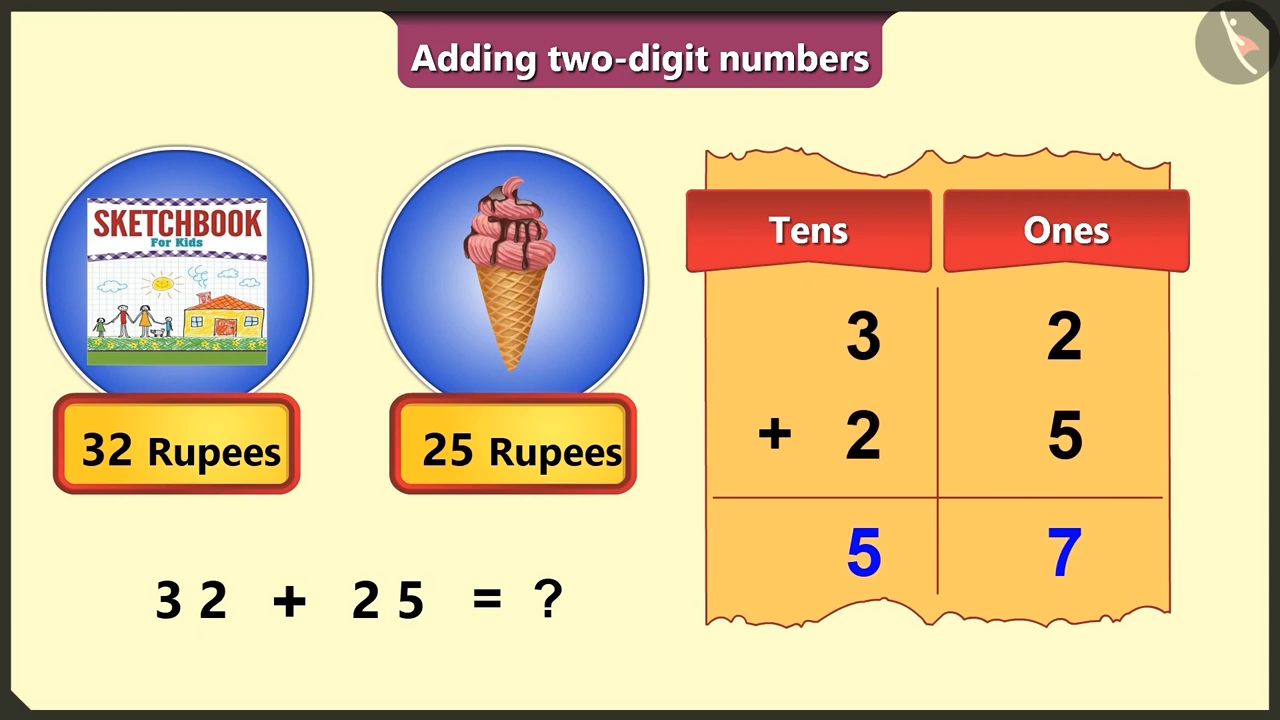 Adding two-digit numbers
SKETCHBOOK
For Kids
32 Rupees
25 Rupees
3 2 + 2 5 = ?
Tens Ones
3 2
+ 2 5
5 7